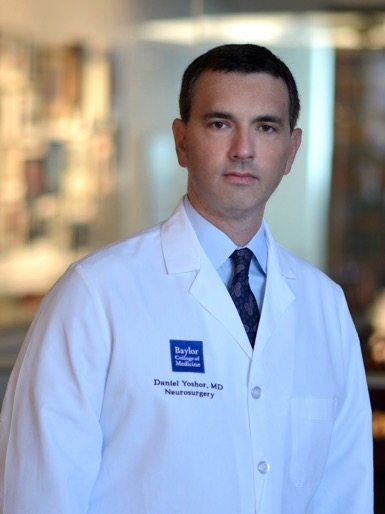 Baylor
College of
Medicine
Daniel Yoshor, MD
Neurosurgery